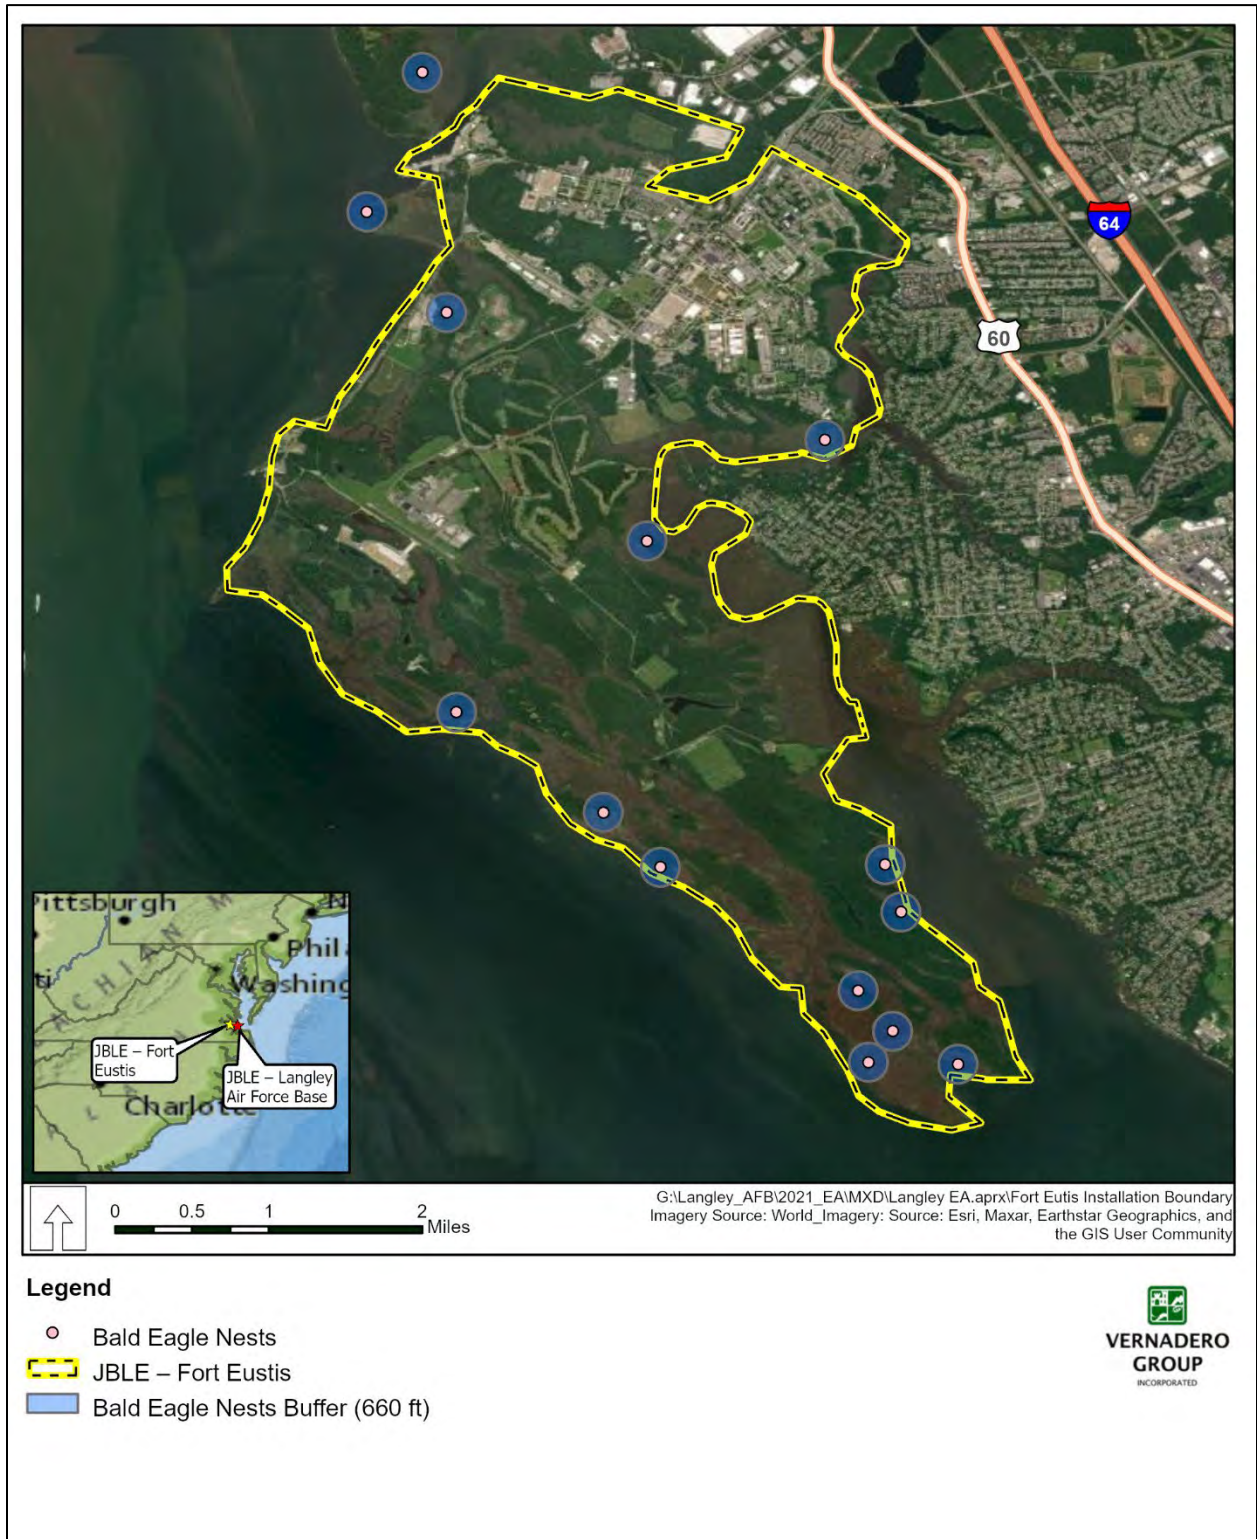 64
60
Pittsburgh
N
Phil
Washing
CHIAN M
JBLE – Fort
Eustis
JBLE – Langley
Air Force Base
Charlotte
0 0.5 1 2
Miles
G:\Langley_AFB\2021_EA\MXD\Langley EA.aprx\Fort Eutis Installation Boundary
Imagery Source: World_Imagery: Source: Esri, Maxar, Earthstar Geographics, and
the GIS User Community
Legend
Bald Eagle Nests
JBLE – Fort Eustis
Bald Eagle Nests Buffer (660 ft)
VERNADERO
GROUP
INCORPORATED